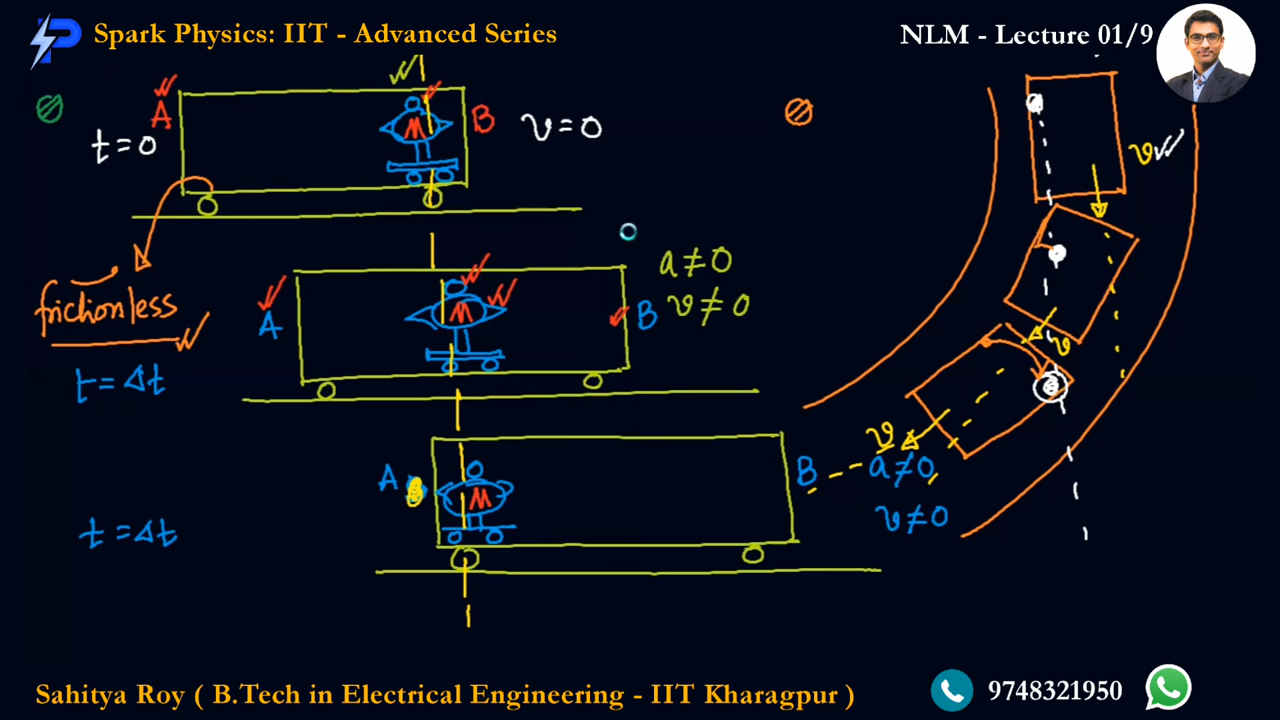 Spark Physics: IIT - Advanced Series
NLM - Lecture 01/9
A
M
B
t=0
v=0
v
frictionless
A
M
B
a≠0
v≠0
t=Δt
v
A
M
B
v
a≠0
v≠0
t=Δt
Sahitya Roy ( B.Tech in Electrical Engineering - IIT Kharagpur )
9748321950